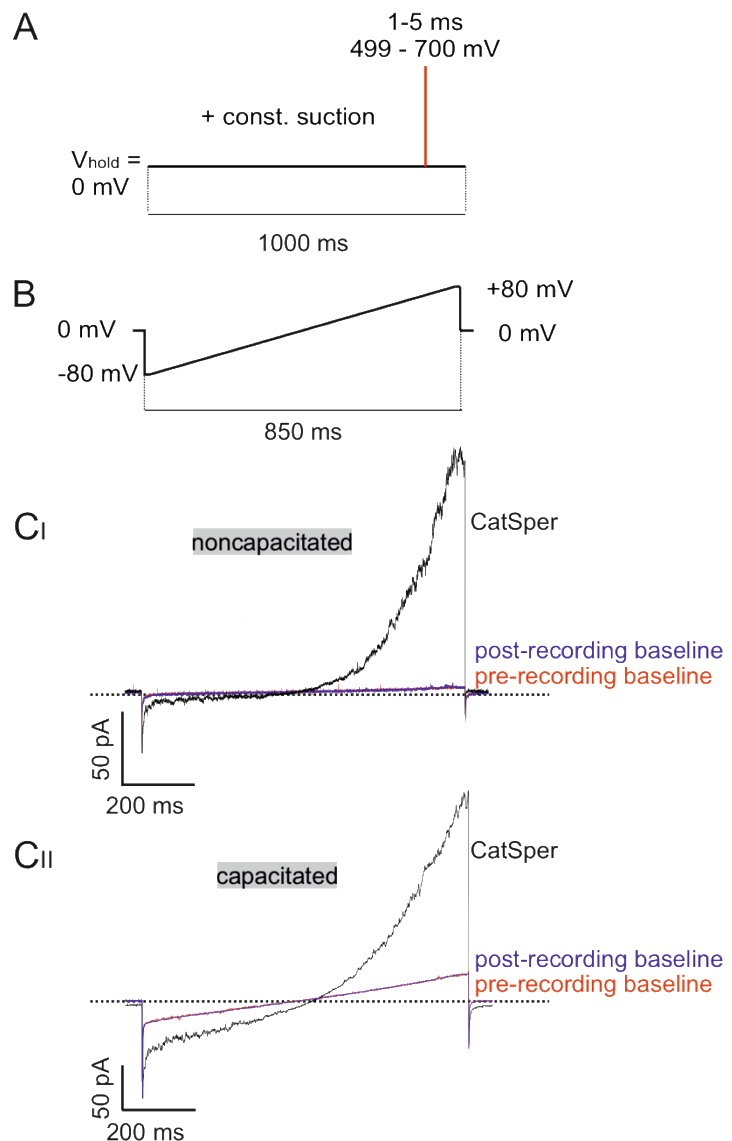 A
1-5 ms
499 - 700 mV
+ const. suction
Vhold =
0 mV
1000 ms
B
+80 mV
0 mV
0 mV
-80 mV
850 ms
CI
noncapacitated
CatSper
post-recording baseline
pre-recording baseline
50 pA
200 ms
CII
capacitated
CatSper
post-recording baseline
pre-recording baseline
50 pA
200 ms